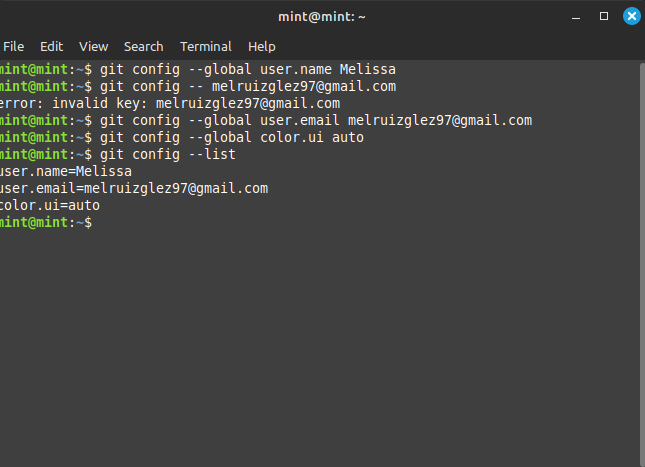 mint@mint: ~
File Edit View Search Terminal Help
mint@mint:~$ git config --global user.name Melissa
mint@mint:~$ git config -- melruizglez97@gmail.com
error: invalid key: melruizglez97@gmail.com
mint@mint:~$ git config --global user.email melruizglez97@gmail.com
mint@mint:~$ git config --global color.ui auto
mint@mint:~$ git config --list
user.name=Melissa
user.email=melruizglez97@gmail.com
color.ui=auto
mint@mint:~$